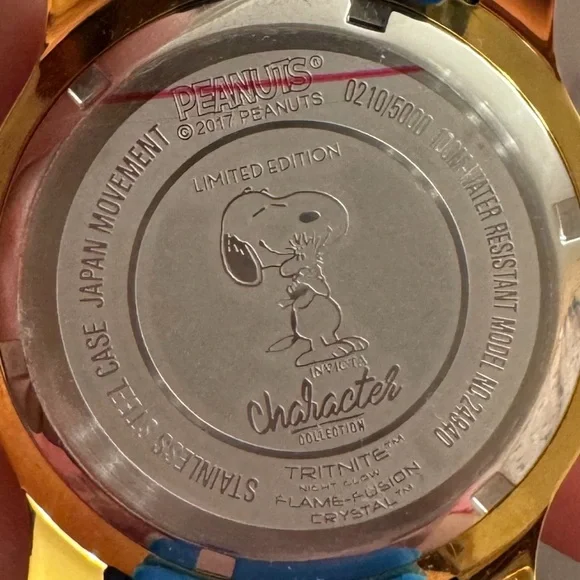 PEANUTS®
© 2017 PEANUTS
0210/5000 100M-WATER RESISTANT MODEL NO.24840
STAINLESS STEEL CASE JAPAN MOVEMENT
LIMITED EDITION
INVICTA
Character
COLLECTION
TRITNITE™
NIGHT GLOW
FLAME-FUSION
CRYSTAL™